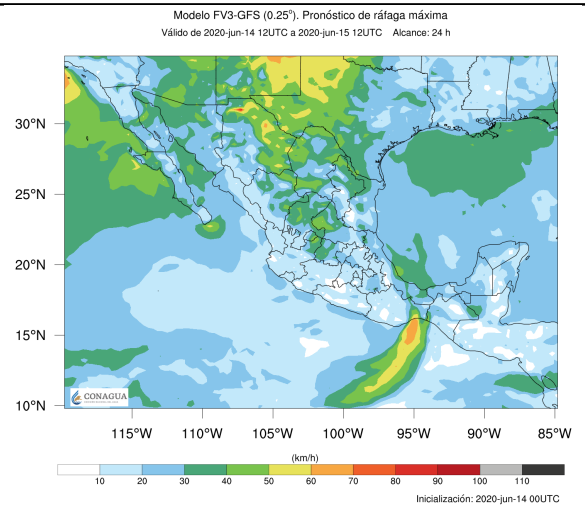 Modelo FV3-GFS (0.25°). Pronóstico de ráfaga máxima
Válido de 2020-jun-14 12UTC a 2020-jun-15 12UTC Alcance: 24 h
30°N
25°N
20°N
15°N
10°N
CONAGUA
115°W 110°W 105°W 100°W 95°W 90°W 85°W
(km/h)
10 20 30 40 50 60 70 80 90 100 110
Inicialización: 2020-jun-14 00UTC